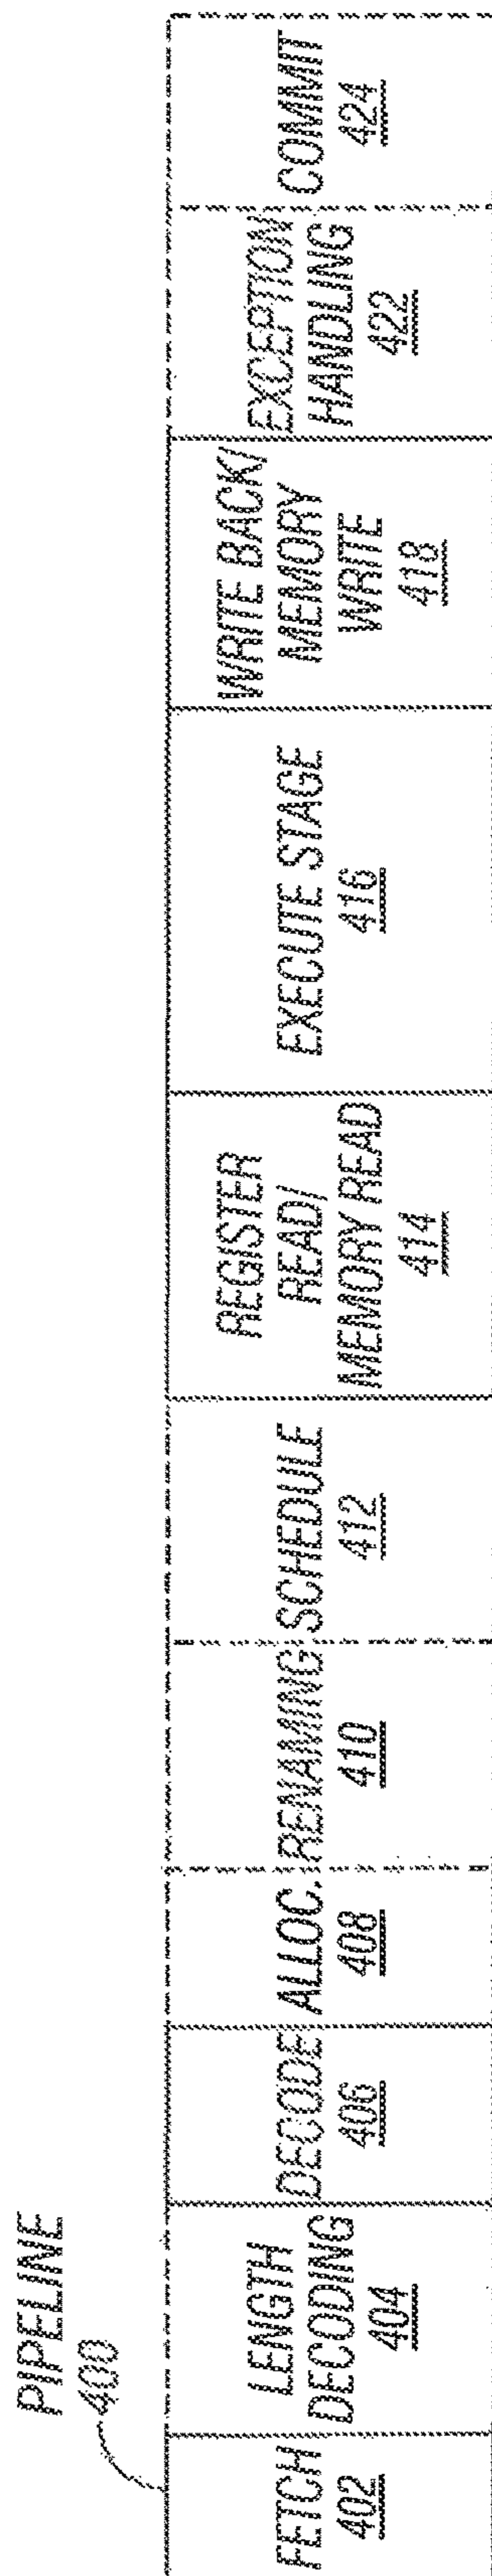 PIPELINE
400
FETCH
402
LENGTH
DECODING
404
DECODE
406
ALLOC.
408
RENAMING
410
SCHEDULE
412
REGISTER
READ/
MEMORY READ
414
EXECUTE STAGE
416
WRITE BACK/
MEMORY
WRITE
418
EXCEPTION
HANDLING
422
COMMIT
424